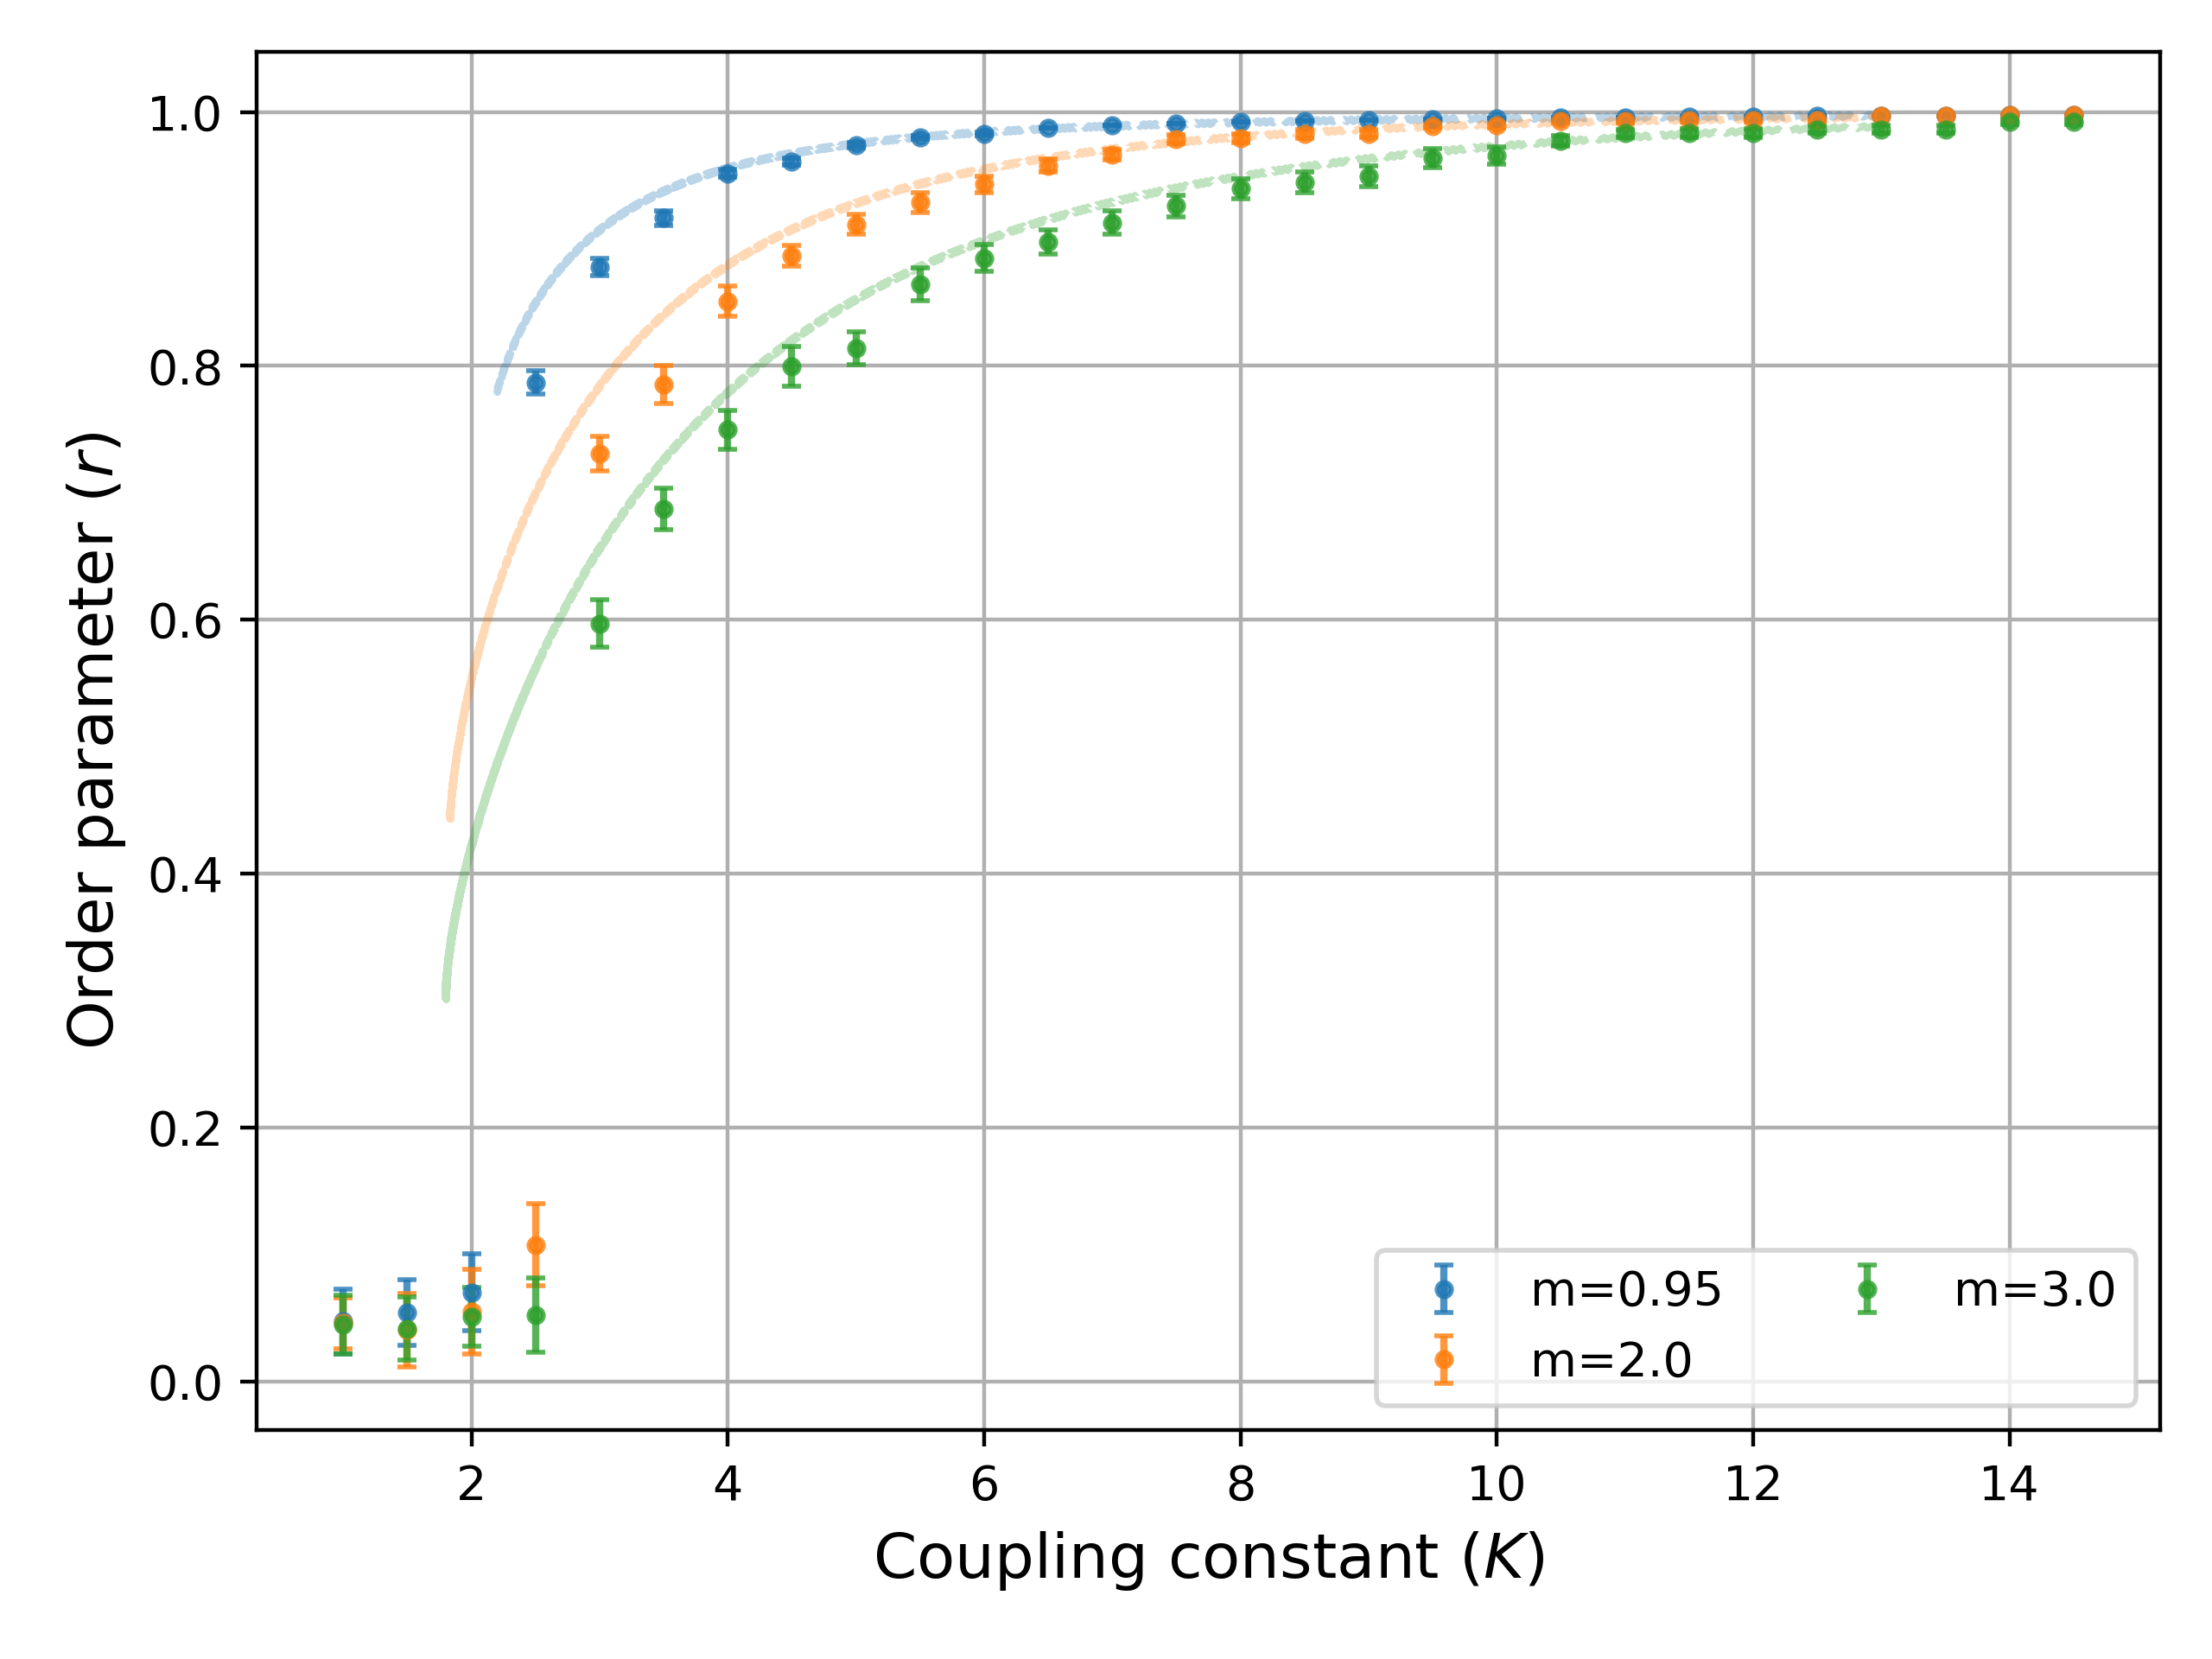 1.0
0.8
0.6
0.4
0.2
0.0
Order parameter (r)
2 4 6 8 10 12 14
Coupling constant (K)
m=0.95
m=2.0
m=3.0